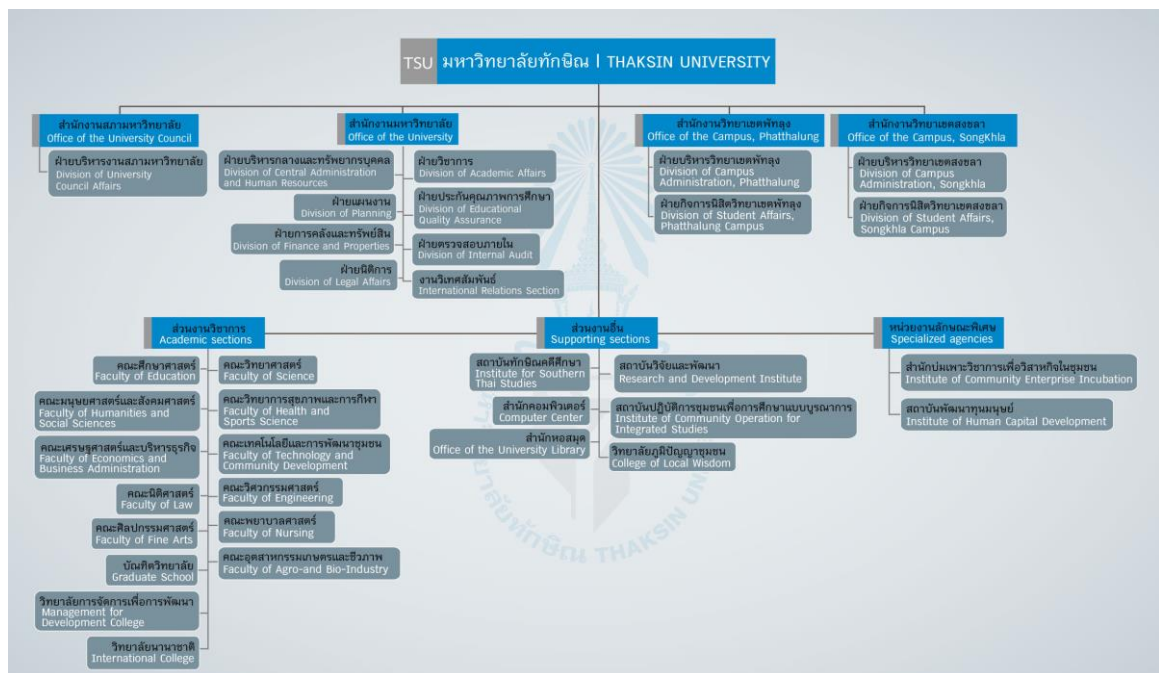 TSU มหาวิทยาลัยทักษิณ | THAKSIN UNIVERSITY
สำนักงานสภามหาวิทยาลัย
Office of the University Council
ฝ่ายบริหารงานสภามหาวิทยาลัย
Division of University
Council Affairs
สำนักงานมหาวิทยาลัย
Office of the University
ฝ่ายบริหารกลางและทรัพยากรบุคคล
Division of Central Administration
and Human Resources
ฝ่ายแผนงาน
Division of Planning
ฝ่ายการคลังและทรัพย์สิน
Division of Finance and Properties
ฝ่ายนิติการ
Division of Legal Affairs
ฝ่ายวิชาการ
Division of Academic Affairs
ฝ่ายประกันคุณภาพการศึกษา
Division of Educational
Quality Assurance
ฝ่ายตรวจสอบภายใน
Division of Internal Audit
งานวิเทศสัมพันธ์
International Relations Section
สำนักงานวิทยาเขตพัทลุง
Office of the Campus, Phatthalung
ฝ่ายบริหารวิทยาเขตพัทลุง
Division of Campus
Administration, Phatthalung
ฝ่ายกิจการนิสิตวิทยาเขตพัทลุง
Division of Student Affairs,
Phatthalung Campus
สำนักงานวิทยาเขตสงขลา
Office of the Campus, SongKhla
ฝ่ายบริหารวิทยาเขตสงขลา
Division of Campus
Administration, Songkhla
ฝ่ายกิจการนิสิตวิทยาเขตสงขลา
Division of Student Affairs,
Songkhla Campus
ส่วนงานวิชาการ
Academic sections
คณะศึกษาศาสตร์
Faculty of Education
คณะมนุษยศาสตร์และสังคมศาสตร์
Faculty of Humanities and
Social Sciences
คณะเศรษฐศาสตร์และบริหารธุรกิจ
Faculty of Economics and
Business Administration
คณะนิติศาสตร์
Faculty of Law
คณะศิลปกรรมศาสตร์
Faculty of Fine Arts
บัณฑิตวิทยาลัย
Graduate School
วิทยาลัยการจัดการเพื่อการพัฒนา
Management for
Development College
วิทยาลัยนานาชาติ
International College
คณะวิทยาศาสตร์
Faculty of Science
คณะวิทยาการสุขภาพและการกีฬา
Faculty of Health and
Sports Science
คณะเทคโนโลยีและการพัฒนาชุมชน
Faculty of Technology and
Community Development
คณะวิศวกรรมศาสตร์
Faculty of Engineering
คณะพยาบาลศาสตร์
Faculty of Nursing
คณะอุตสาหกรรมเกษตรและชีวภาพ
Faculty of Agro-and Bio-Industry
ส่วนงานอื่น
Supporting sections
สถาบันทักษิณคดีศึกษา
Institute for Southern
Thai Studies
สำนักคอมพิวเตอร์
Computer Center
สำนักหอสมุด
Office of the University Library
สถาบันวิจัยและพัฒนา
Research and Development Institute
สถาบันปฏิบัติการชุมชนเพื่อการศึกษาแบบบูรณาการ
Institute of Community Operation for
Integrated Studies
วิทยาลัยภูมิปัญญาชุมชน
College of Local Wisdom
หน่วยงานลักษณะพิเศษ
Specialized agencies
สำนักบ่มเพาะวิชาการเพื่อวิสาหกิจในชุมชน
Institute of Community Enterprise Incubation
สถาบันพัฒนาทุนมนุษย์
Institute of Human Capital Development